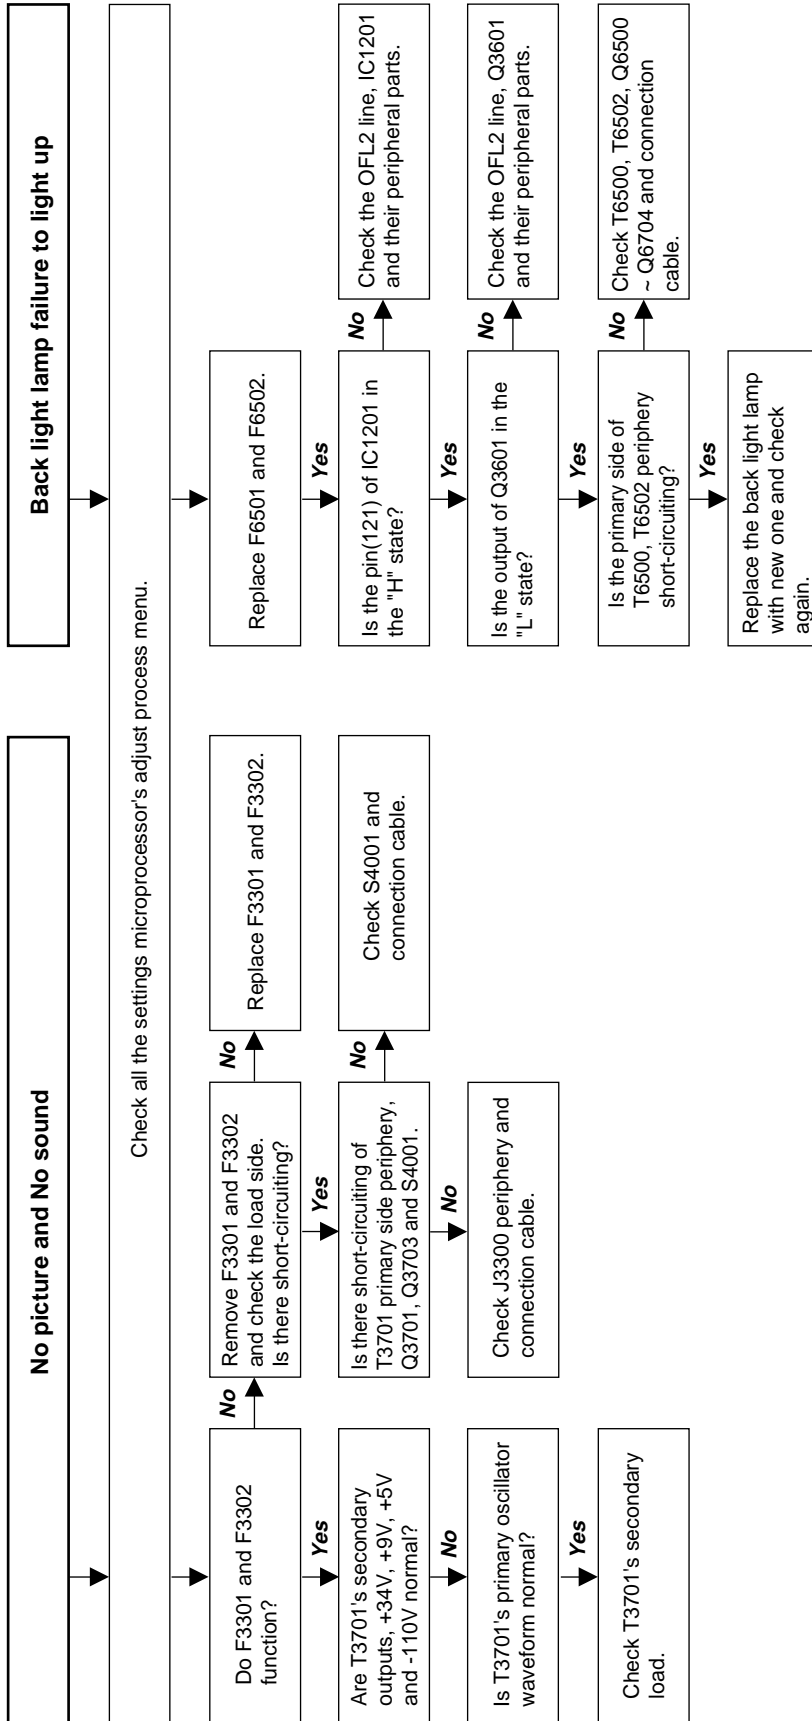 No picture and No sound
Back light lamp failure to light up
Check all the settings microprocessor's adjust process menu.
Do F3301 and F3302
function?
No
Remove F3301 and F3302
and check the load side.
Is there short-circuiting?
No
Replace F3301 and F3302.
Replace F6501 and F6502.
Yes
Yes
Yes
Are T3701's secondary
outputs, +34V, +9V, +5V
and -110V normal?
Is there short-circuiting of
T3701 primary side periphery,
Q3701, Q3703 and S4001.
No
Check S4001 and
connection cable.
Is the pin(121) of IC1201 in
the "H" state?
No
Check the OFL2 line, IC1201
and their peripheral parts.
No
No
Yes
Is T3701's primary oscillator
waveform normal?
Check J3300 periphery and
connection cable.
Is the output of Q3601 in the
"L" state?
No
Check the OFL2 line, Q3601
and their peripheral parts.
Yes
Yes
Check T3701's secondary
load.
Is the primary side of
T6500, T6502 periphery
short-circuiting?
No
Check T6500, T6502, Q6500
~ Q6704 and connection
cable.
Yes
Replace the back light lamp
with new one and check
again.